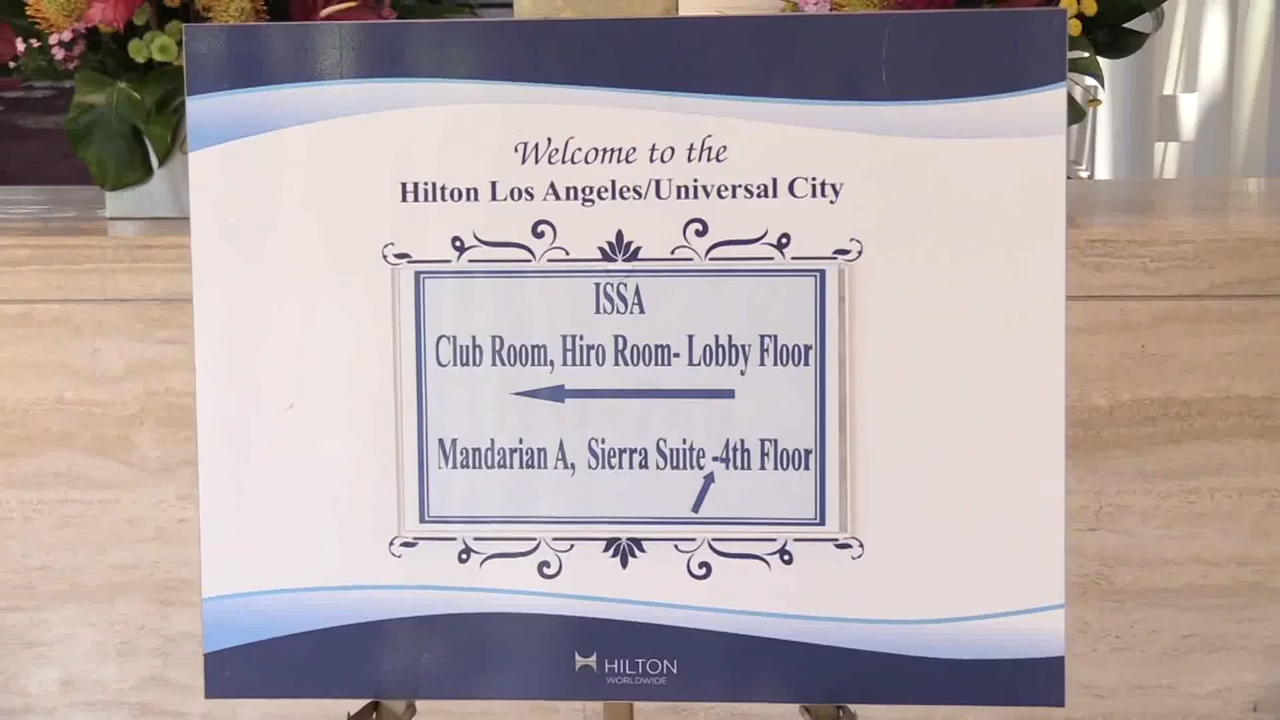 Welcome to the
Hilton Los Angeles/Universal City
ISSA
Club Room, Hiro Room- Lobby Floor
Mandarian A, Sierra Suite -4th Floor
HILTON
WORLDWIDE